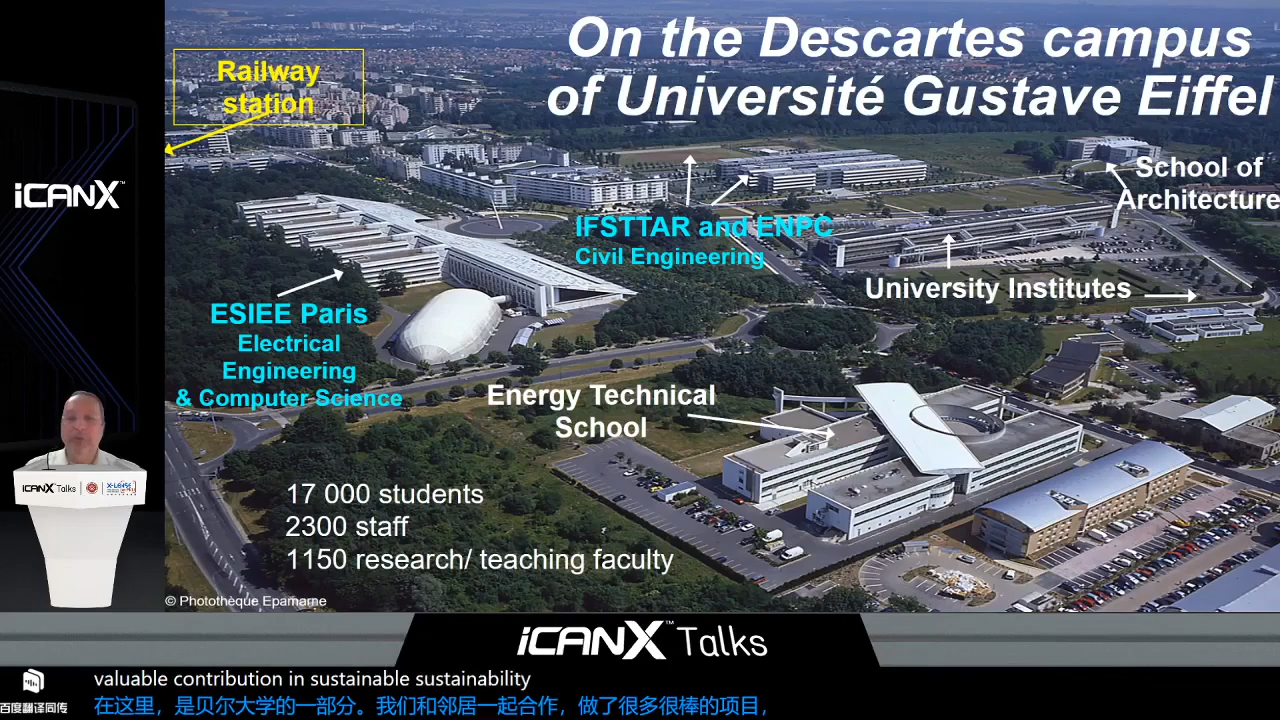 On the Descartes campus
of Université Gustave Eiffel
Railway
station
School of
Architecture
IFSTTAR and ENPC
Civil Engineering
University Institutes
ESIEE Paris
Electrical
Engineering
& Computer Science
Energy Technical
School
17 000 students
2300 staff
1150 research/ teaching faculty
© Photothèque Epamarne
iCANX™
iCANX Talks
iCANX™ Talks
valuable contribution in sustainable sustainability
在这里，是贝尔大学的一部分。我们和邻居一起合作，做了很多很棒的项目，
百度翻译同传